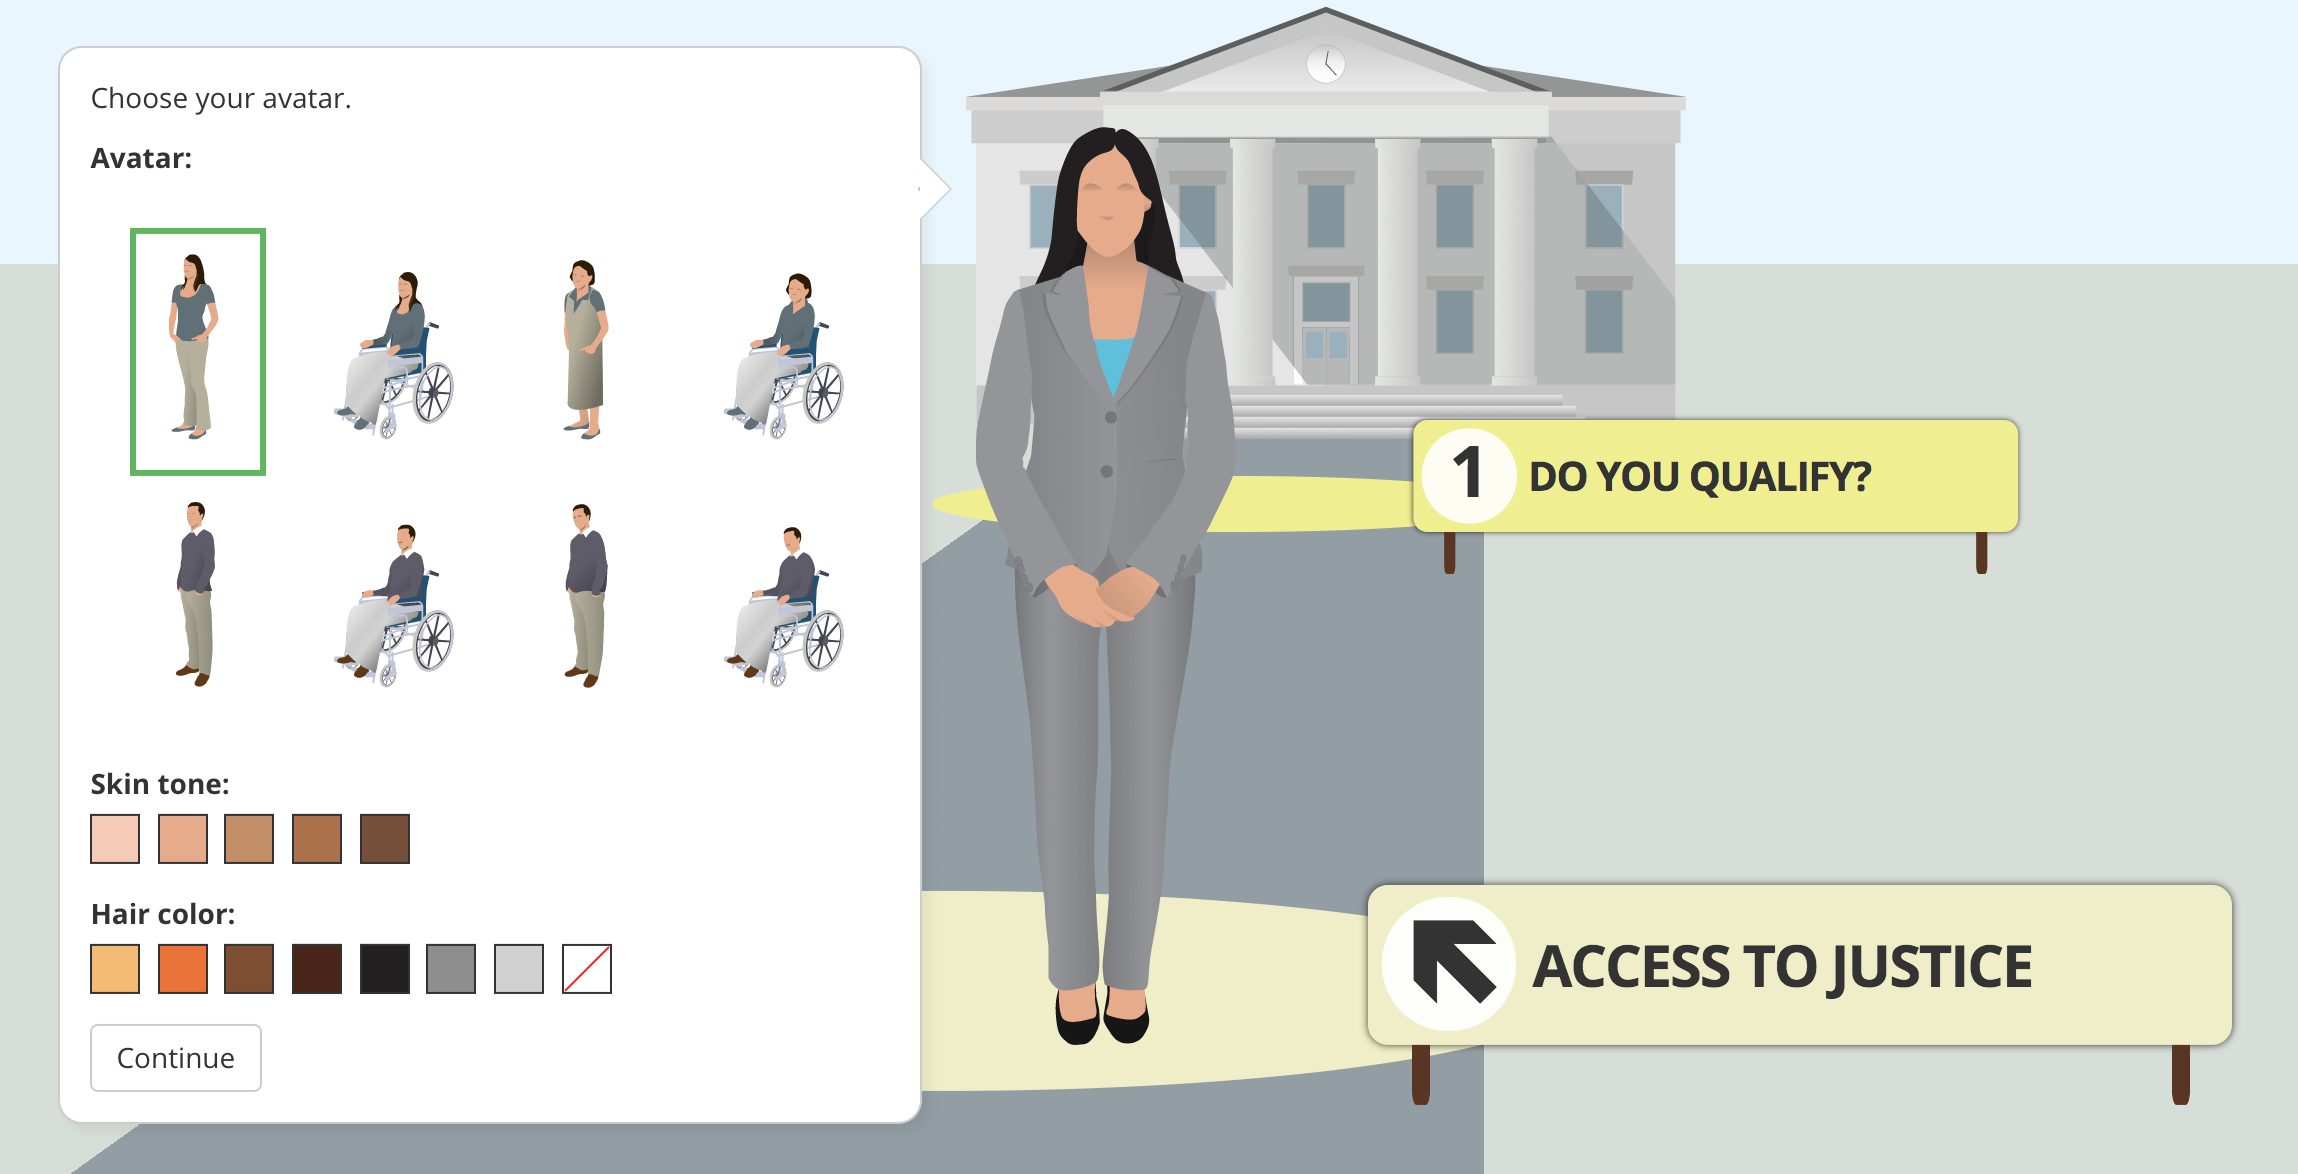 Choose your avatar.
Avatar:
Skin tone:
Hair color:
Continue
1 DO YOU QUALIFY?
ACCESS TO JUSTICE